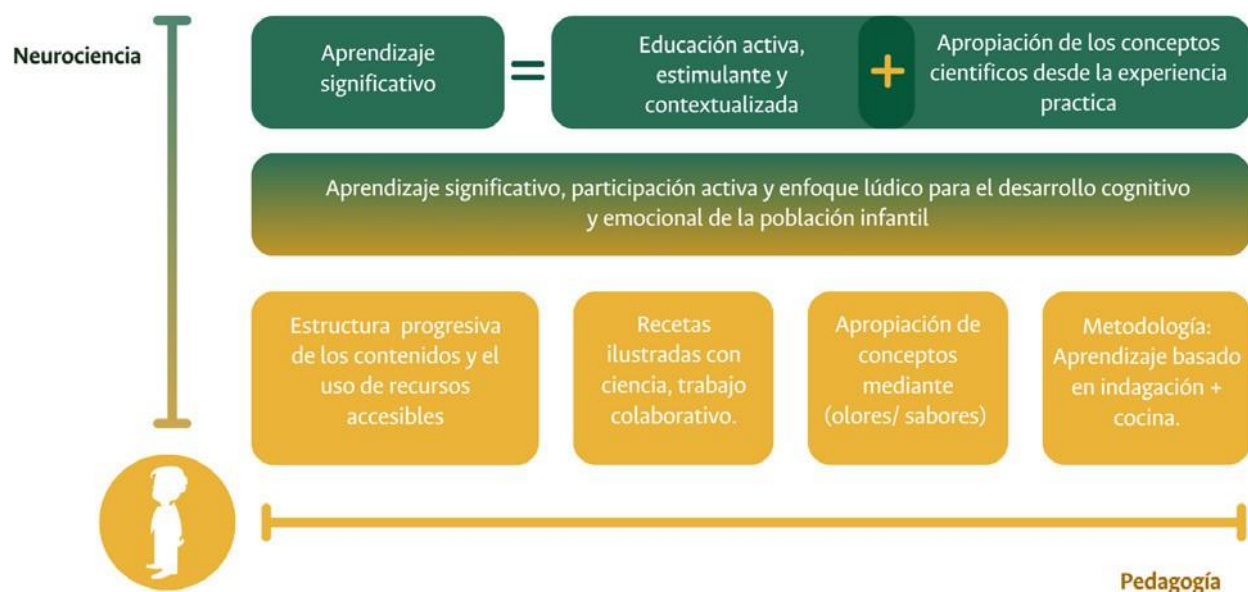 Neurociencia
Aprendizaje
significativo
=
Educación activa,
estimulante y
contextualizada
+
Apropiación de los conceptos
científicos desde la experiencia
practica
Aprendizaje significativo, participación activa y enfoque lúdico para el desarrollo cognitivo
y emocional de la población infantil
Estructura progresiva
de los contenidos y el
uso de recursos
accesibles
Recetas
ilustradas con
ciencia, trabajo
colaborativo.
Apropiación de
conceptos
mediante
(olores/ sabores)
Metodología:
Aprendizaje basado
en indagación +
cocina.
Pedagogía